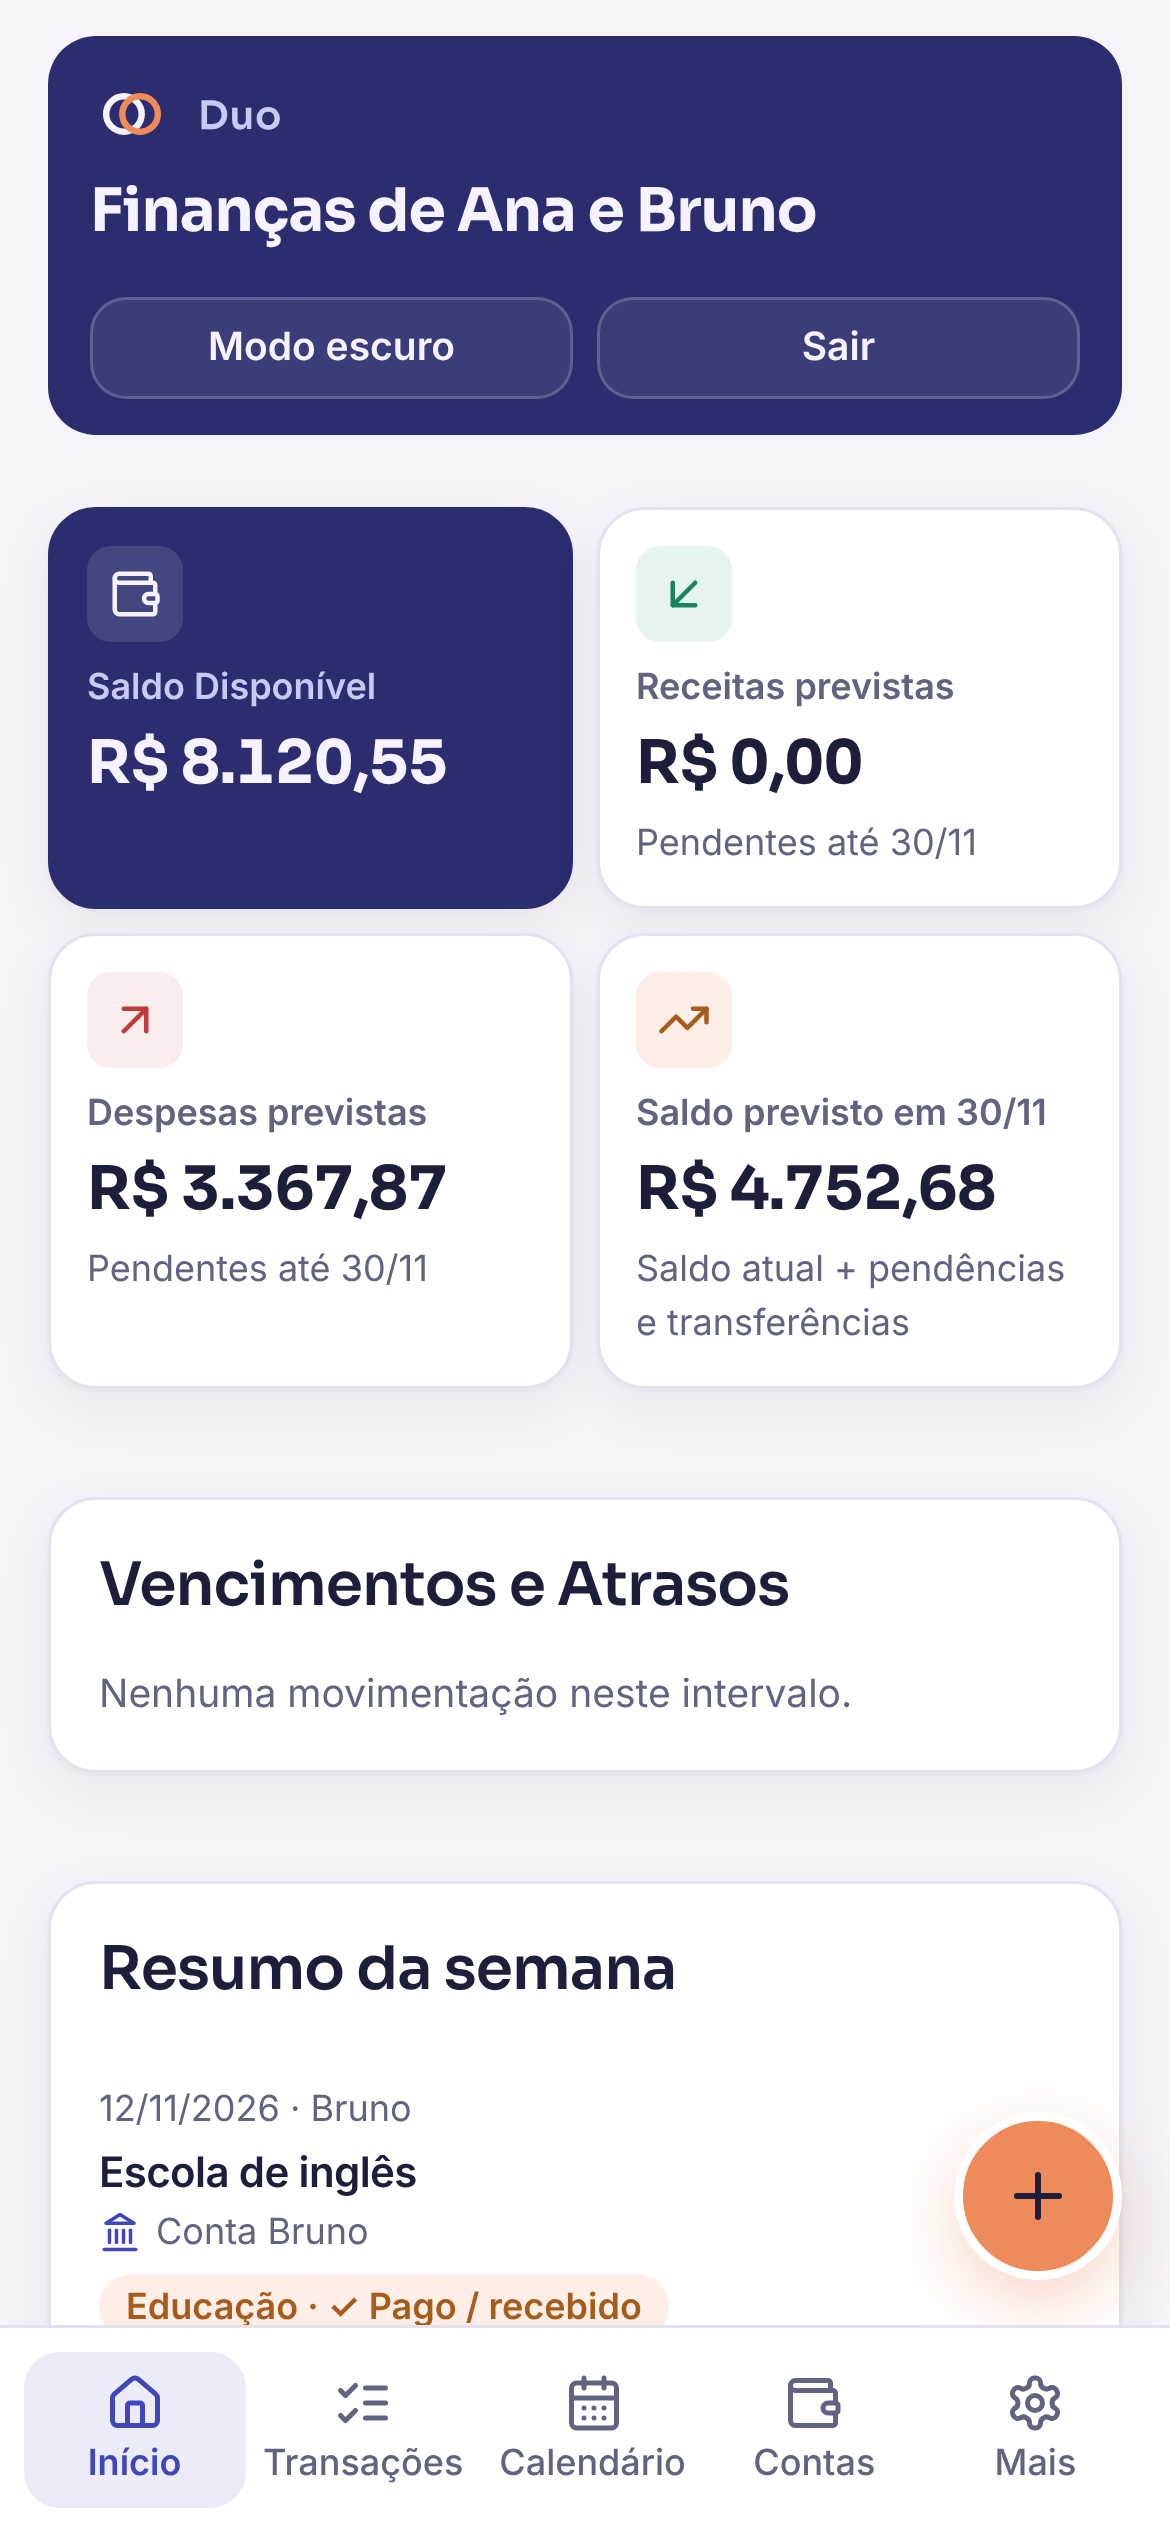 Duo
Finanças de Ana e Bruno
Modo escuro
Sair
Saldo Disponível
R$ 8.120,55
Receitas previstas
R$ 0,00
Pendentes até 30/11
Despesas previstas
R$ 3.367,87
Pendentes até 30/11
Saldo previsto em 30/11
R$ 4.752,68
Saldo atual + pendências
e transferências
Vencimentos e Atrasos
Nenhuma movimentação neste intervalo.
Resumo da semana
12/11/2026 · Bruno
Escola de inglês
Conta Bruno
Educação · ✓ Pago / recebido
Início
Transações
Calendário
Contas
Mais